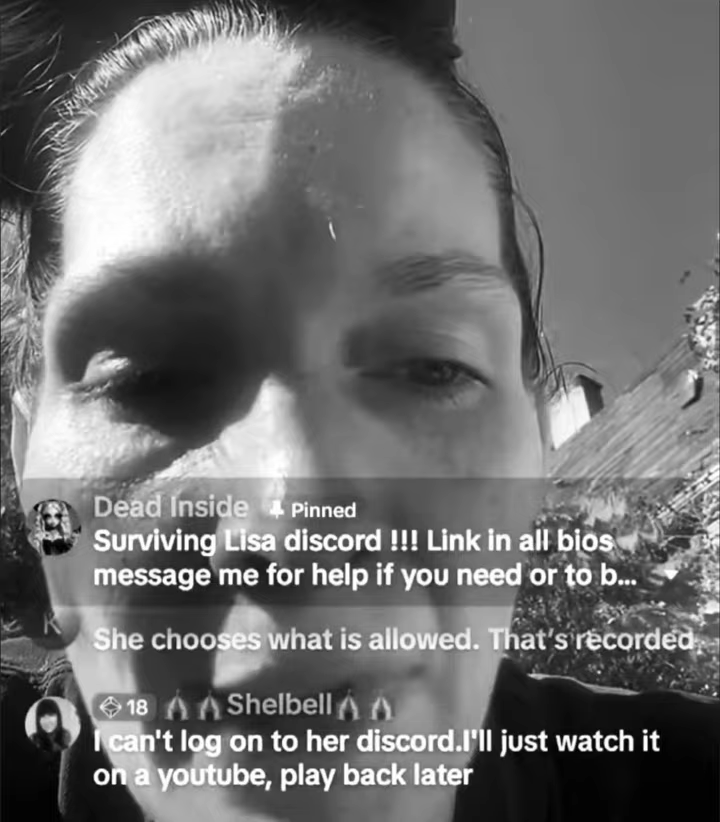 Dead Inside Pinned
Surviving Lisa discord !!! Link in all bios
message me for help if you need or to b...
K
She chooses what is allowed. That's recorded.
18 Shelbell
I can't log on to her discord.I'll just watch it
on a youtube, play back later